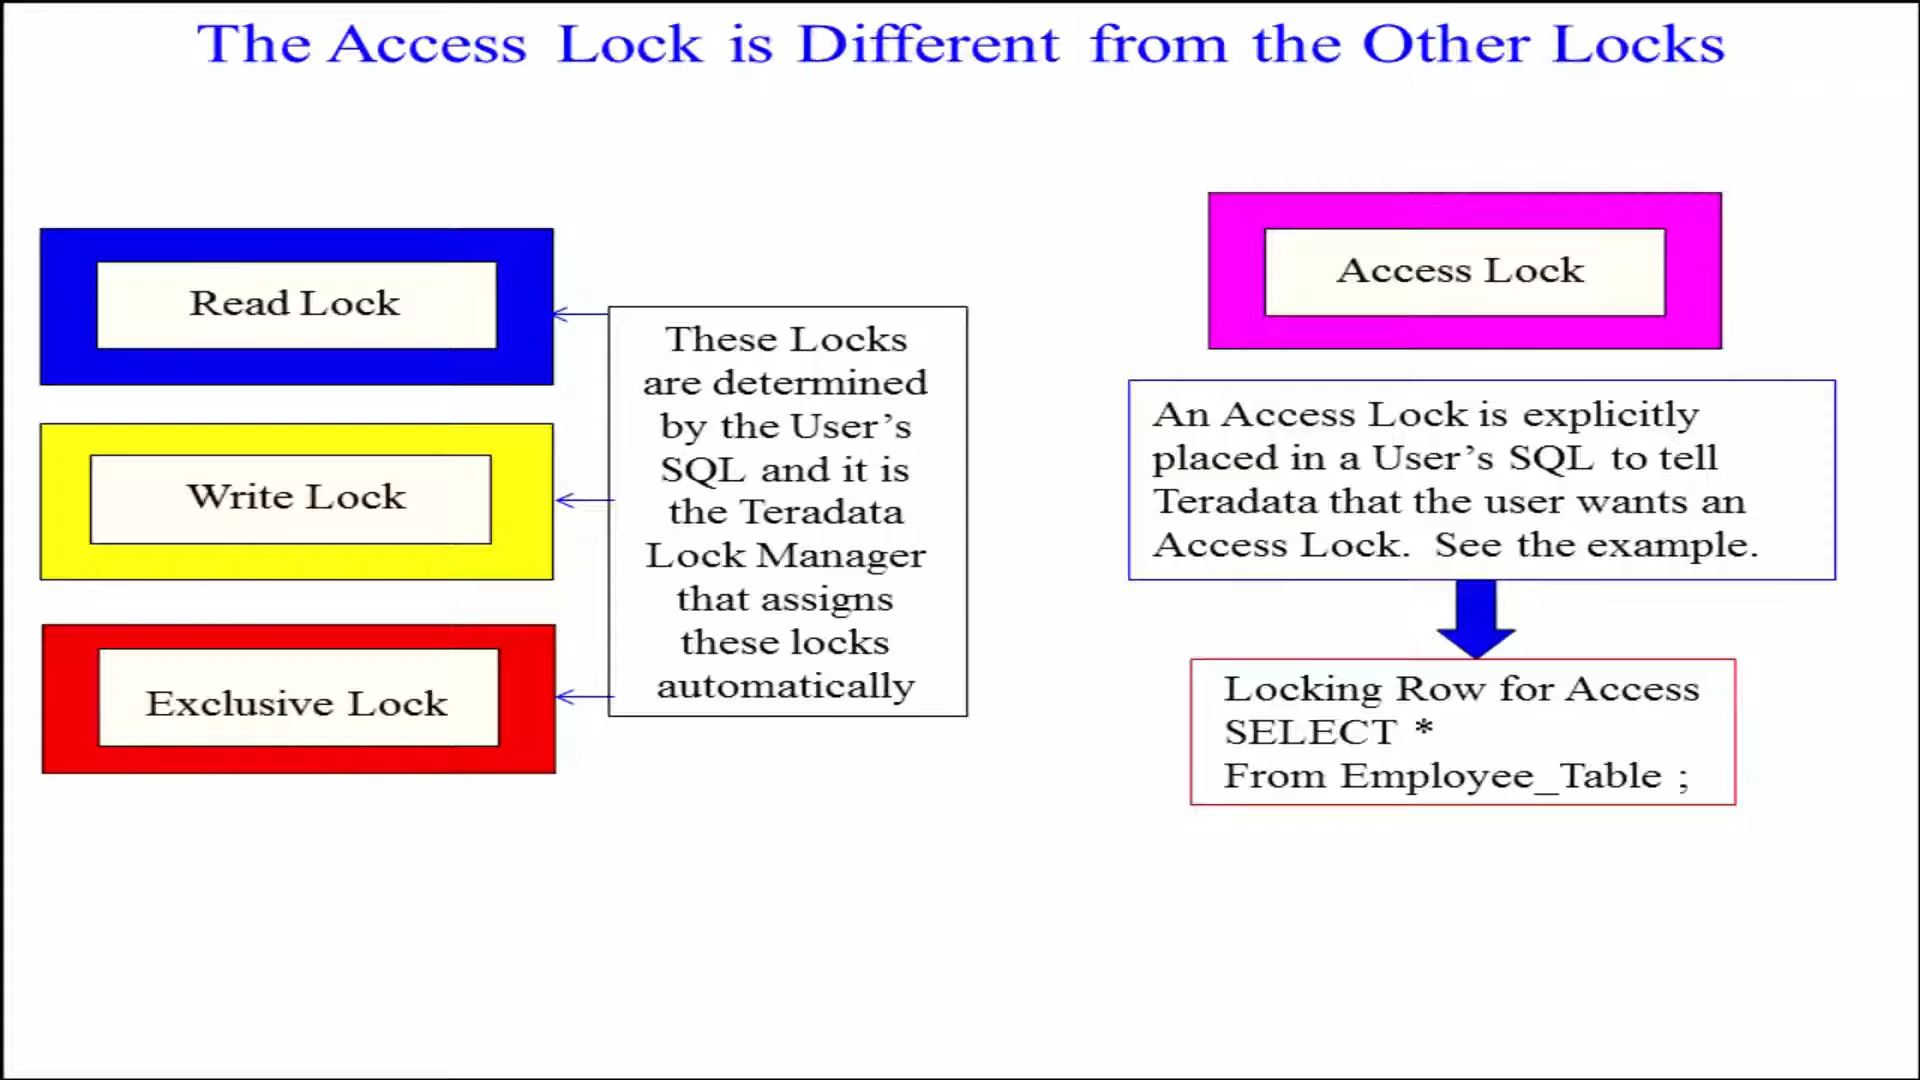 The Access Lock is Different from the Other Locks
Read Lock
Write Lock
Exclusive Lock
These Locks
are determined
by the User’s
SQL and it is
the Teradata
Lock Manager
that assigns
these locks
automatically
Access Lock
An Access Lock is explicitly
placed in a User’s SQL to tell
Teradata that the user wants an
Access Lock. See the example.
Locking Row for Access
SELECT *
From Employee_Table ;